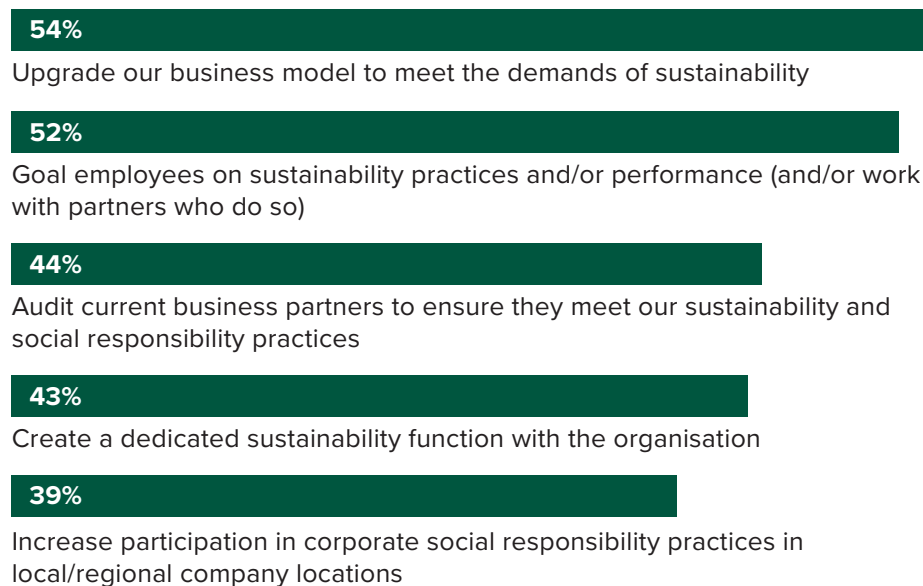 54%
Upgrade our business model to meet the demands of sustainability
52%
Goal employees on sustainability practices and/or performance (and/or work
with partners who do so)
44%
Audit current business partners to ensure they meet our sustainability and
social responsibility practices
43%
Create a dedicated sustainability function with the organisation
39%
Increase participation in corporate social responsibility practices in
local/regional company locations